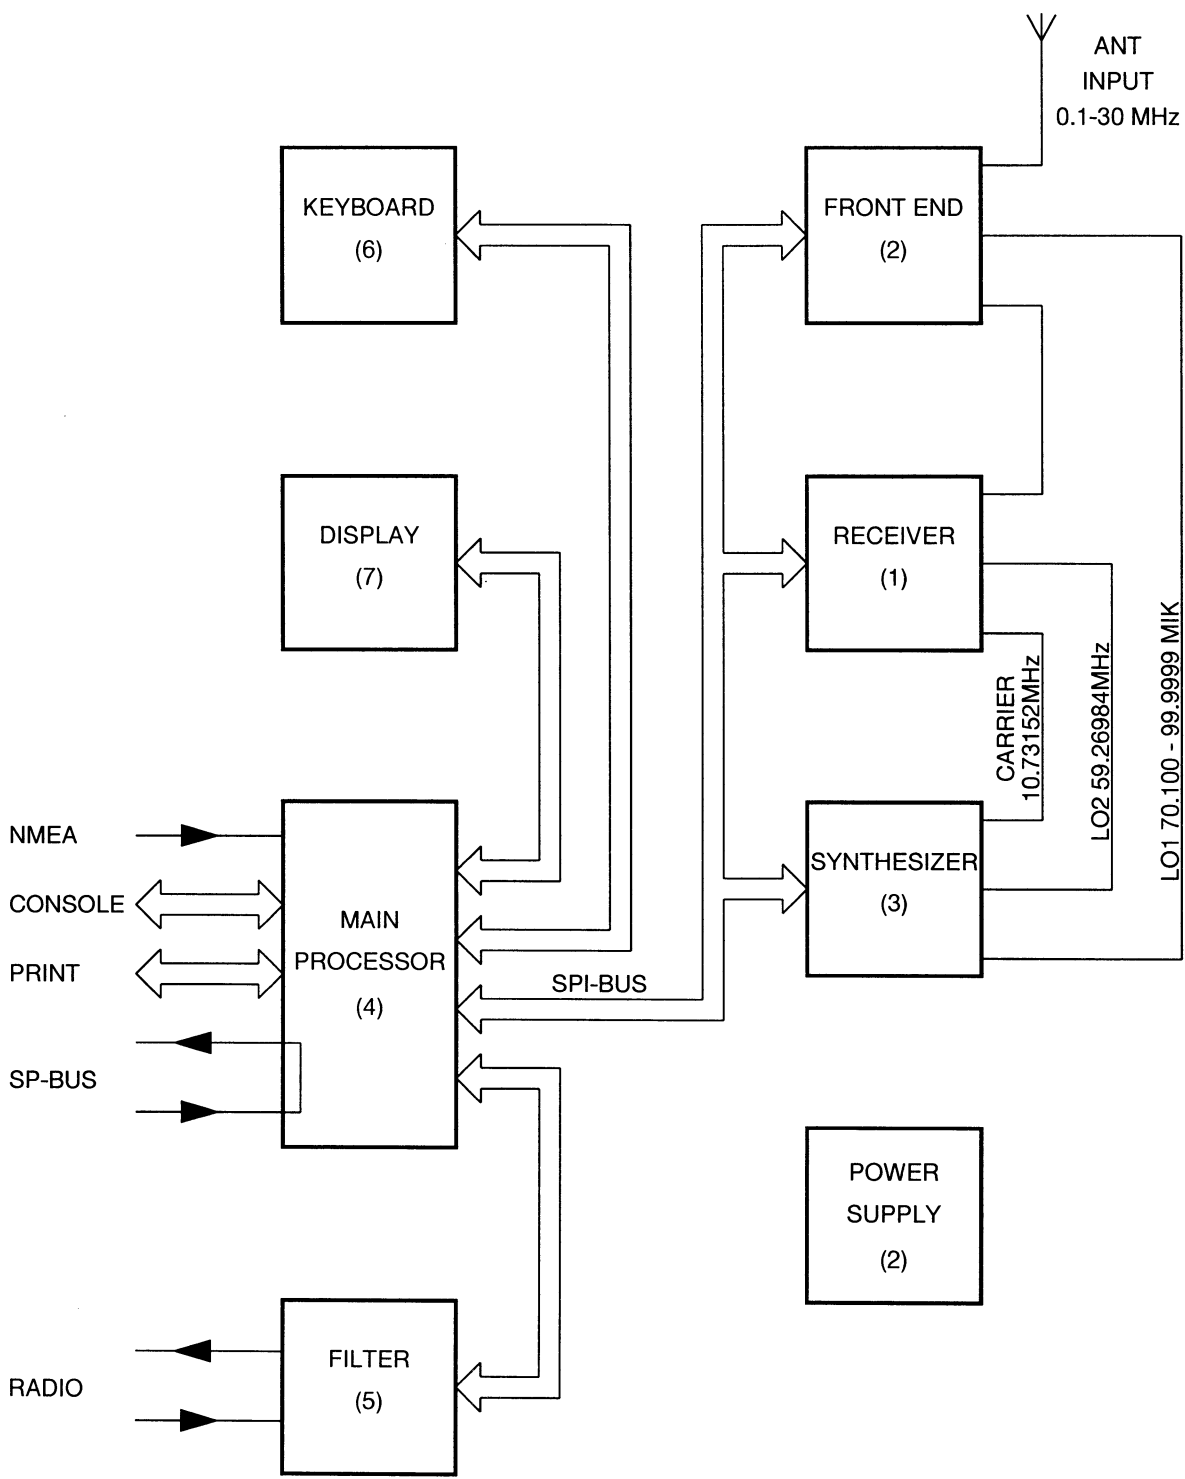 ANT
INPUT
0.1-30 MHz
KEYBOARD
(6)
FRONT END
(2)
DISPLAY
(7)
RECEIVER
(1)
CARRIER
10.73152MHz
LO2 59.26984MHz
LO1 70.100 - 99.9999 MIK
NMEA
CONSOLE
PRINT
SP-BUS
MAIN
PROCESSOR
(4)
SPI-BUS
SYNTHESIZER
(3)
POWER
SUPPLY
(2)
RADIO
FILTER
(5)